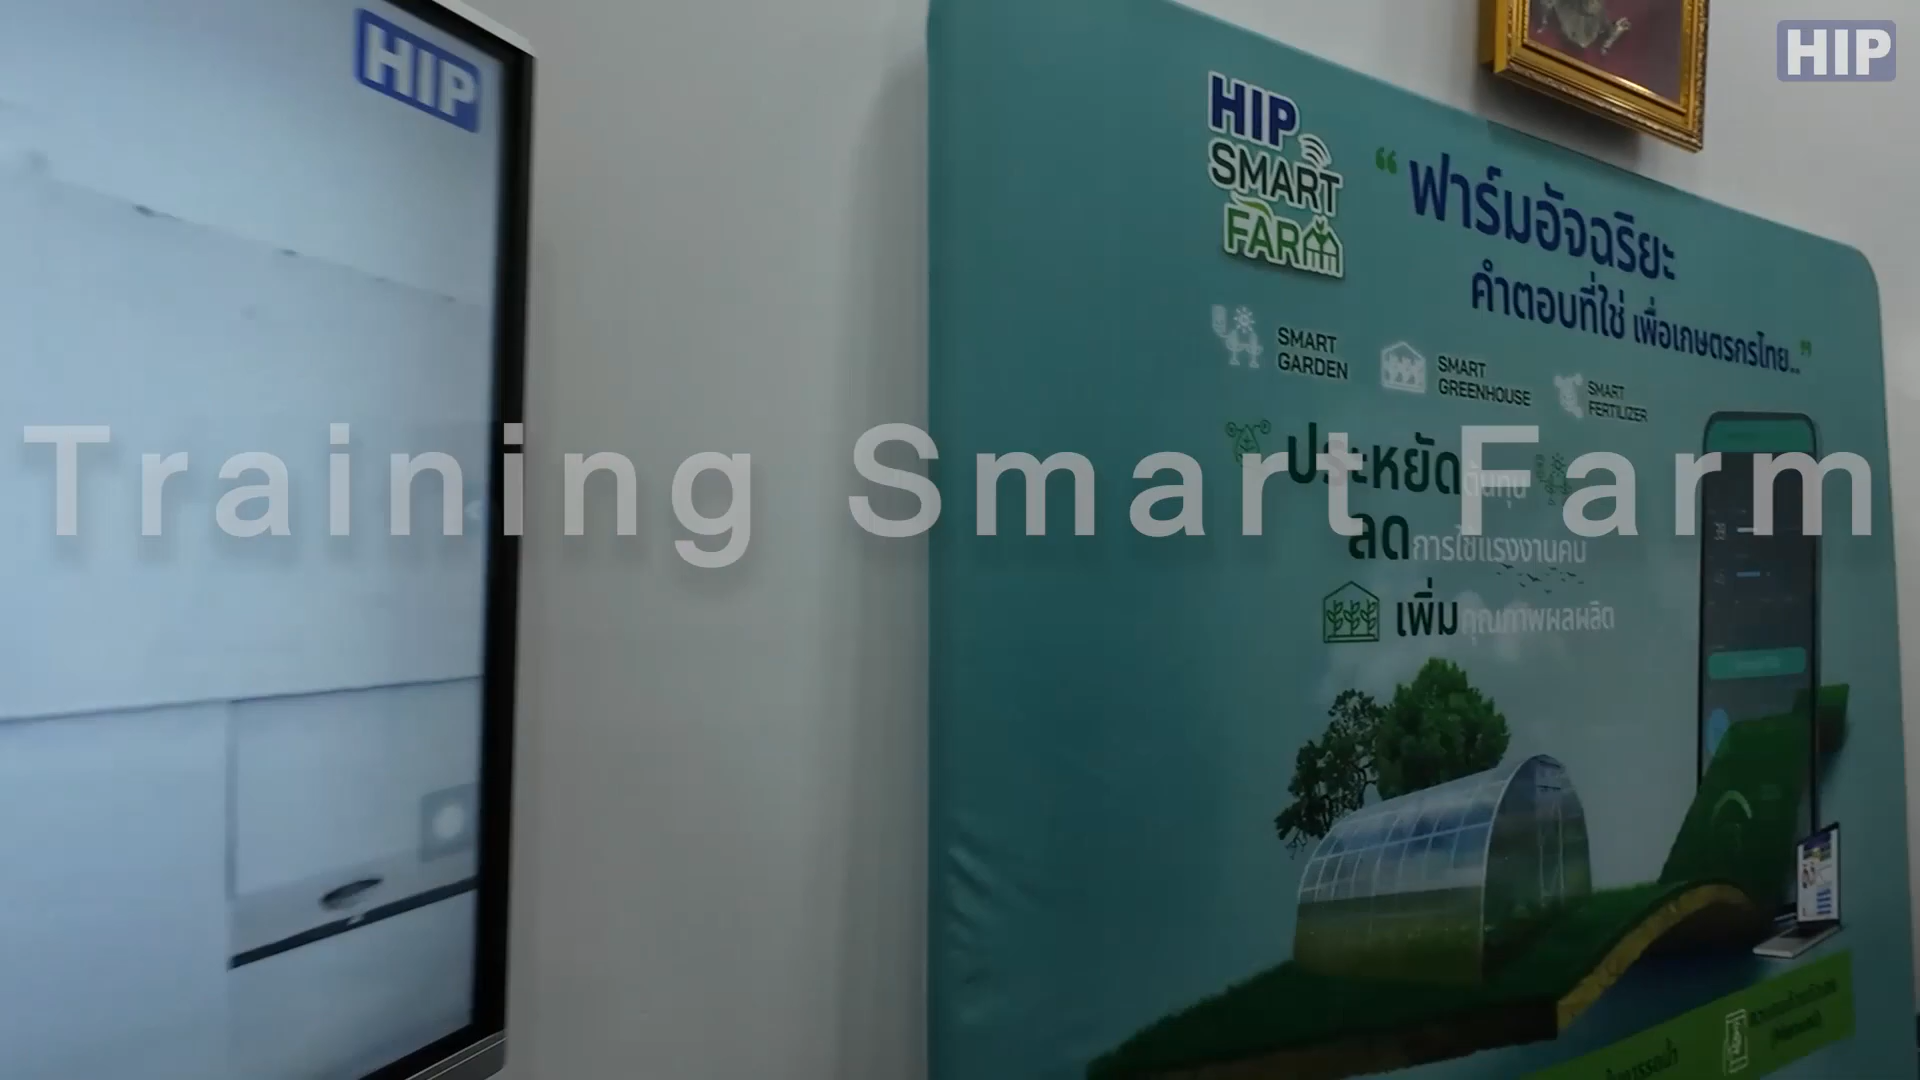 HIP
HIP
HIP
SMART
FARM
“ ฟาร์มอัจฉริยะ
คำตอบที่ใช่ เพื่อเกษตรกรไทย.. ”
SMART
GARDEN
SMART
GREENHOUSE
SMART
FERTILIZER
Training Smart Farm
ประหยัดต้นทุน
ลดการใช้แรงงานคน
เพิ่มคุณภาพผลผลิต